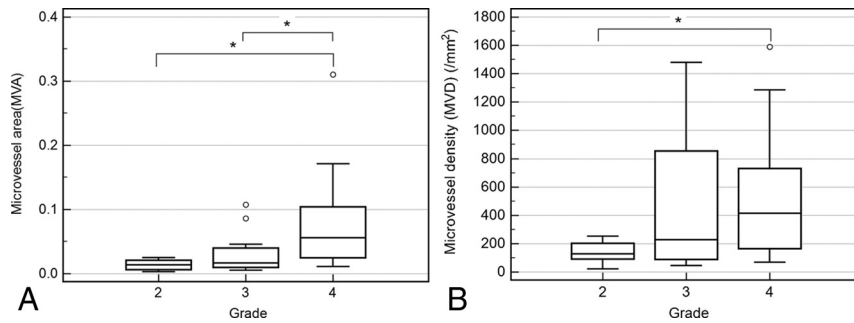 0.4
0.3
0.2
0.1
0.0
Microvessel area(MVA)
*
*
2 3 4
Grade
A
1800
1600
1400
1200
1000
800
600
400
200
0
Microvessel density (MVD) (/mm²)
*
2 3 4
Grade
B